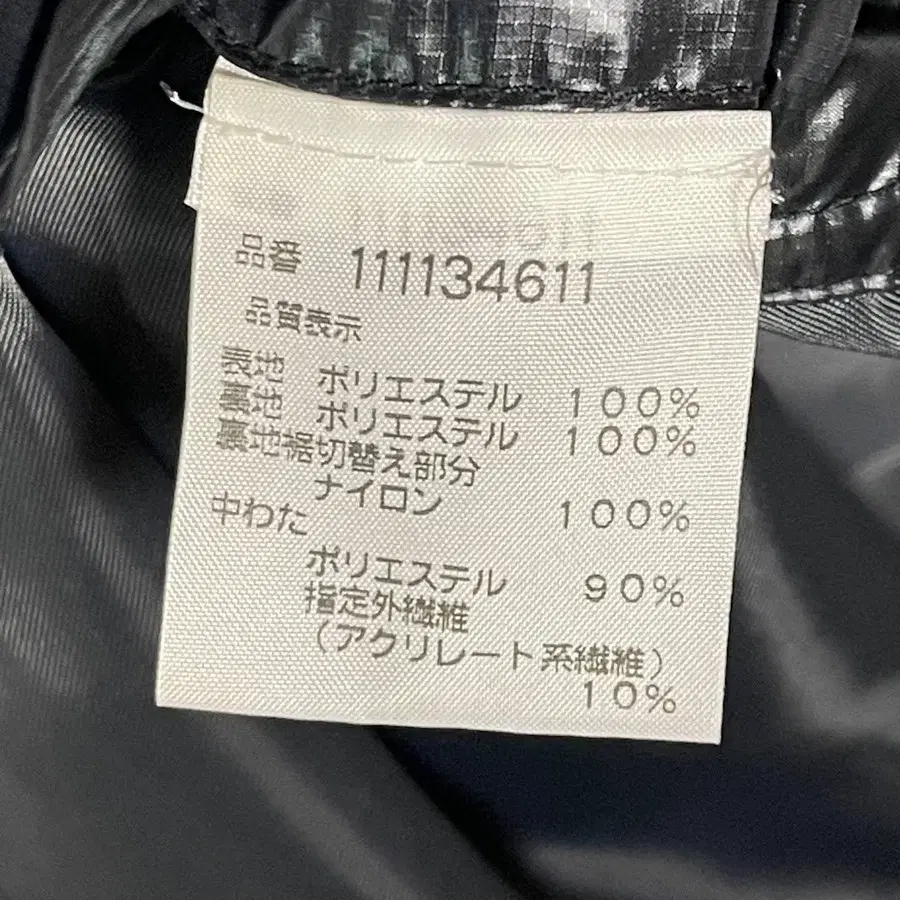 品番 111134611
品質表示
表地 ポリエステル 100%
裏地 ポリエステル 100%
裏地裾切替え部分
ナイロン 100%
中わた
ポリエステル 90%
指定外繊維
（アクリレート系繊維）
10%